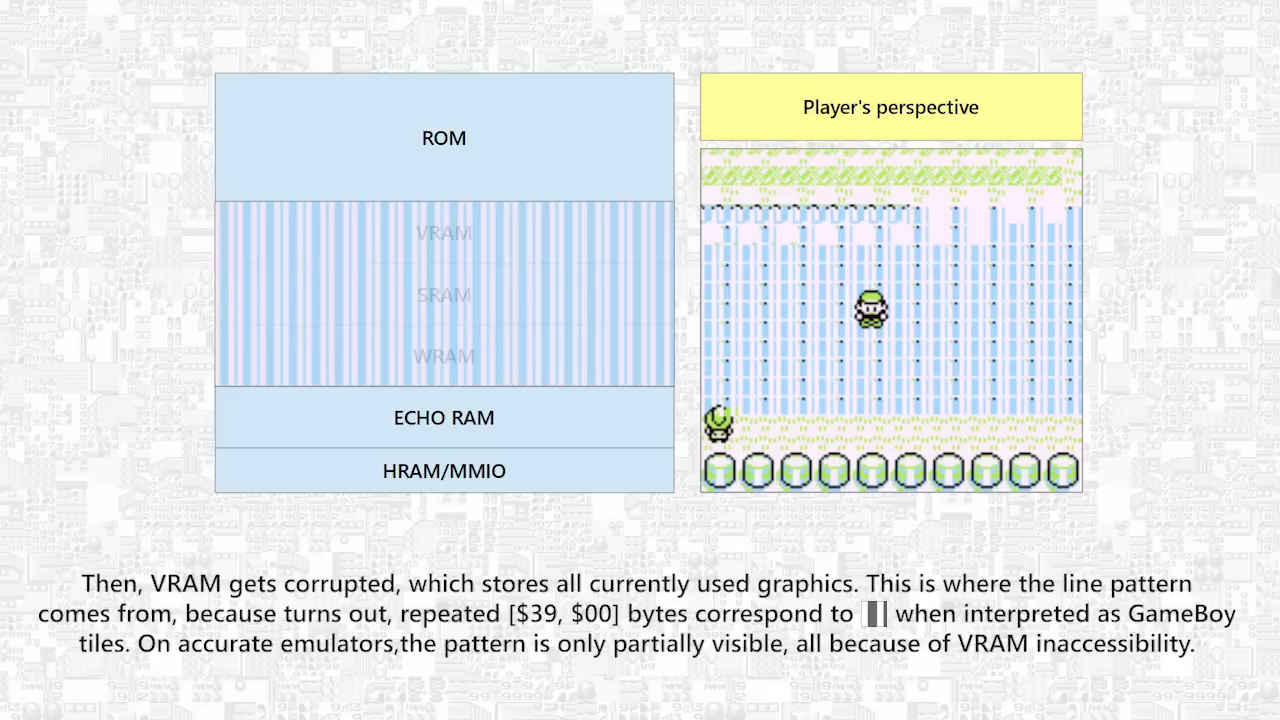 ROM
VRAM
SRAM
WRAM
ECHO RAM
HRAM/MMIO
Player's perspective
Then, VRAM gets corrupted, which stores all currently used graphics. This is where the line pattern
comes from, because turns out, repeated [$39, $00] bytes correspond to when interpreted as GameBoy
tiles. On accurate emulators,the pattern is only partially visible, all because of VRAM inaccessibility.